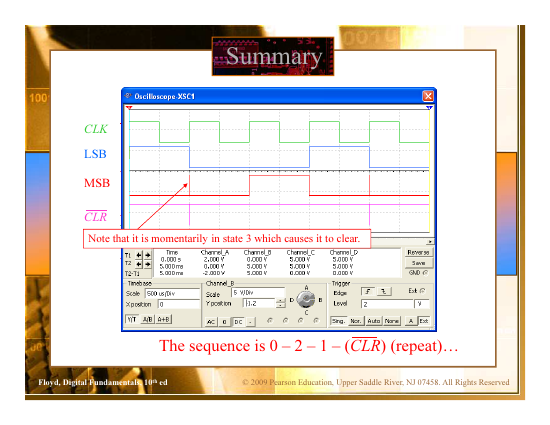 Summary
Oscilloscope-XSC1
CLK
LSB
MSB
CLR
Note that it is momentarily in state 3 which causes it to clear.
Time Channel_A Channel_B Channel_C Channel_D
T1 0.000 s 2.000 V 0.000 V 5.000 V 5.000 V
T2 5.000 ms 0.000 V 5.000 V 5.000 V 5.000 V
T2-T1 5.000 ms -2.000 V 5.000 V 0.000 V 0.000 V
Reverse
Save
GND
Timebase
Scale 500 us/Div
X position 0
Y/T A/B A+B
Channel_B
Scale 5 V/Div
Y position 0.2
AC 0 DC -
A
D B
C
Trigger
Edge Ext
Level 2 V
Sing. Nor. Auto None A Ext
The sequence is 0 – 2 – 1 – (CLR) (repeat)…
Floyd, Digital Fundamentals, 10th ed
© 2009 Pearson Education, Upper Saddle River, NJ 07458. All Rights Reserved